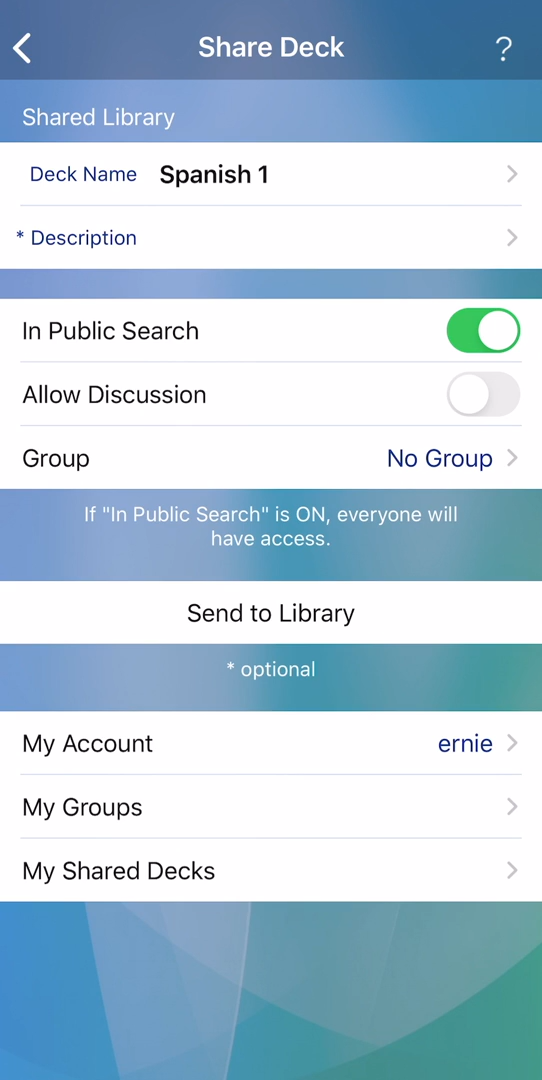 Share Deck ?
Shared Library
Deck Name Spanish 1
* Description
In Public Search
Allow Discussion
Group No Group
If "In Public Search" is ON, everyone will
have access.
Send to Library
* optional
My Account ernie
My Groups
My Shared Decks